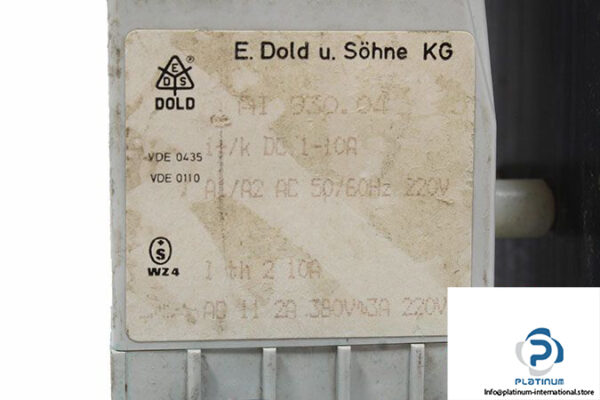 E. Dold u. Söhne KG
E D S ®
DOLD
AI 930.04
i/k DC 1-10A
VDE 0435
VDE 0110
A1/A2 AC 50/60Hz 220V
S
WZ4
I th 2 10A
AC 11 2A 380V 3A 220V
PLATINUM
http://platinum-international.store